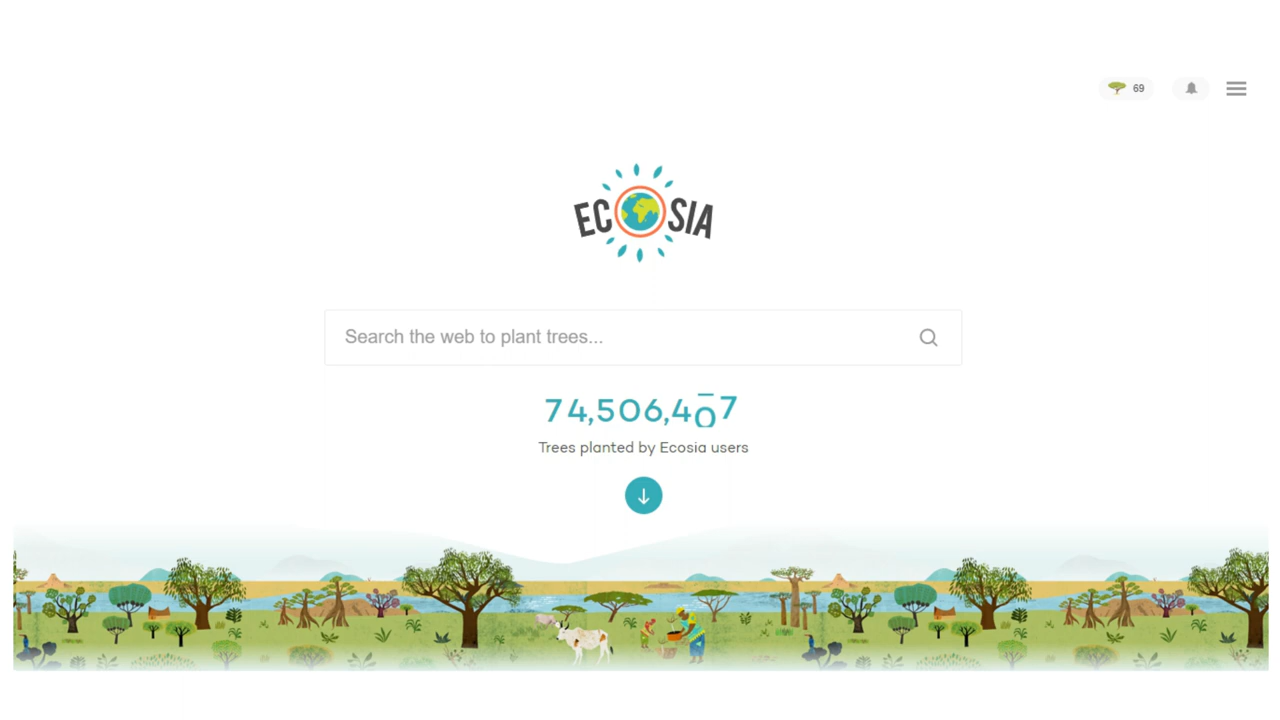 69
ECOSIA
Search the web to plant trees...
74,506,407
Trees planted by Ecosia users